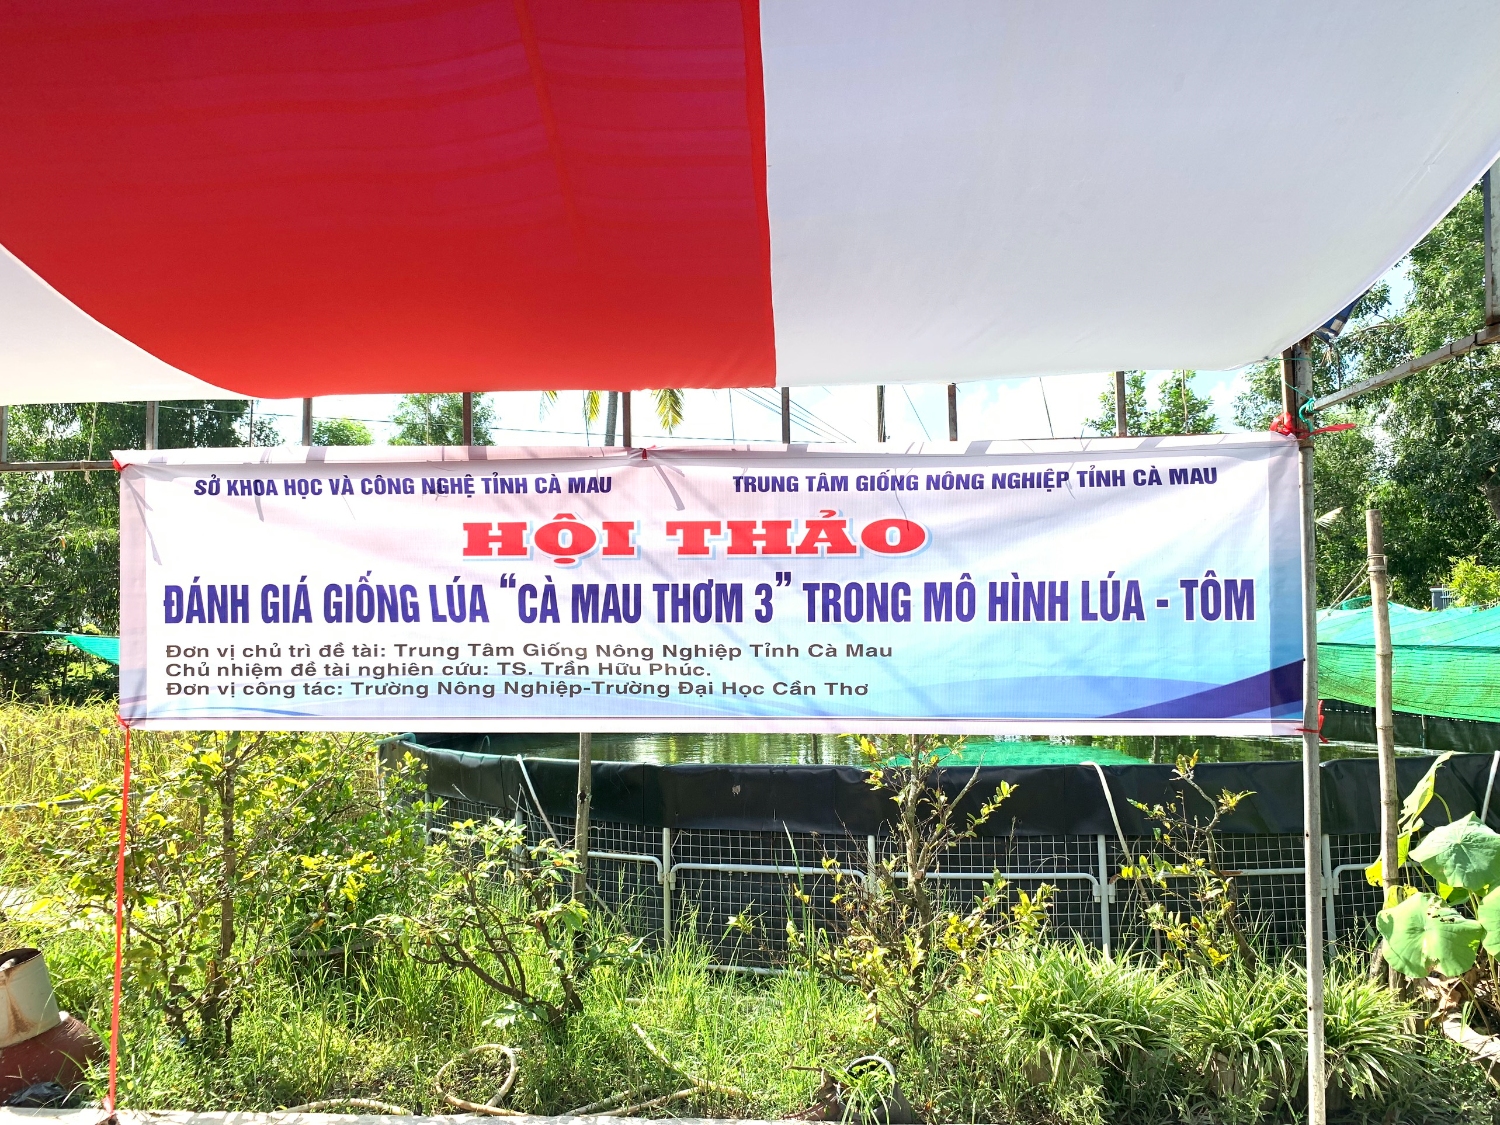 SỞ KHOA HỌC VÀ CÔNG NGHỆ TỈNH CÀ MAU
TRUNG TÂM GIỐNG NÔNG NGHIỆP TỈNH CÀ MAU
HỘI THẢO
ĐÁNH GIÁ GIỐNG LÚA “CÀ MAU THƠM 3” TRONG MÔ HÌNH LÚA - TÔM
Đơn vị chủ trì đề tài: Trung Tâm Giống Nông Nghiệp Tỉnh Cà Mau
Chủ nhiệm đề tài nghiên cứu: TS. Trần Hữu Phúc.
Đơn vị công tác: Trường Nông Nghiệp-Trường Đại Học Cần Thơ